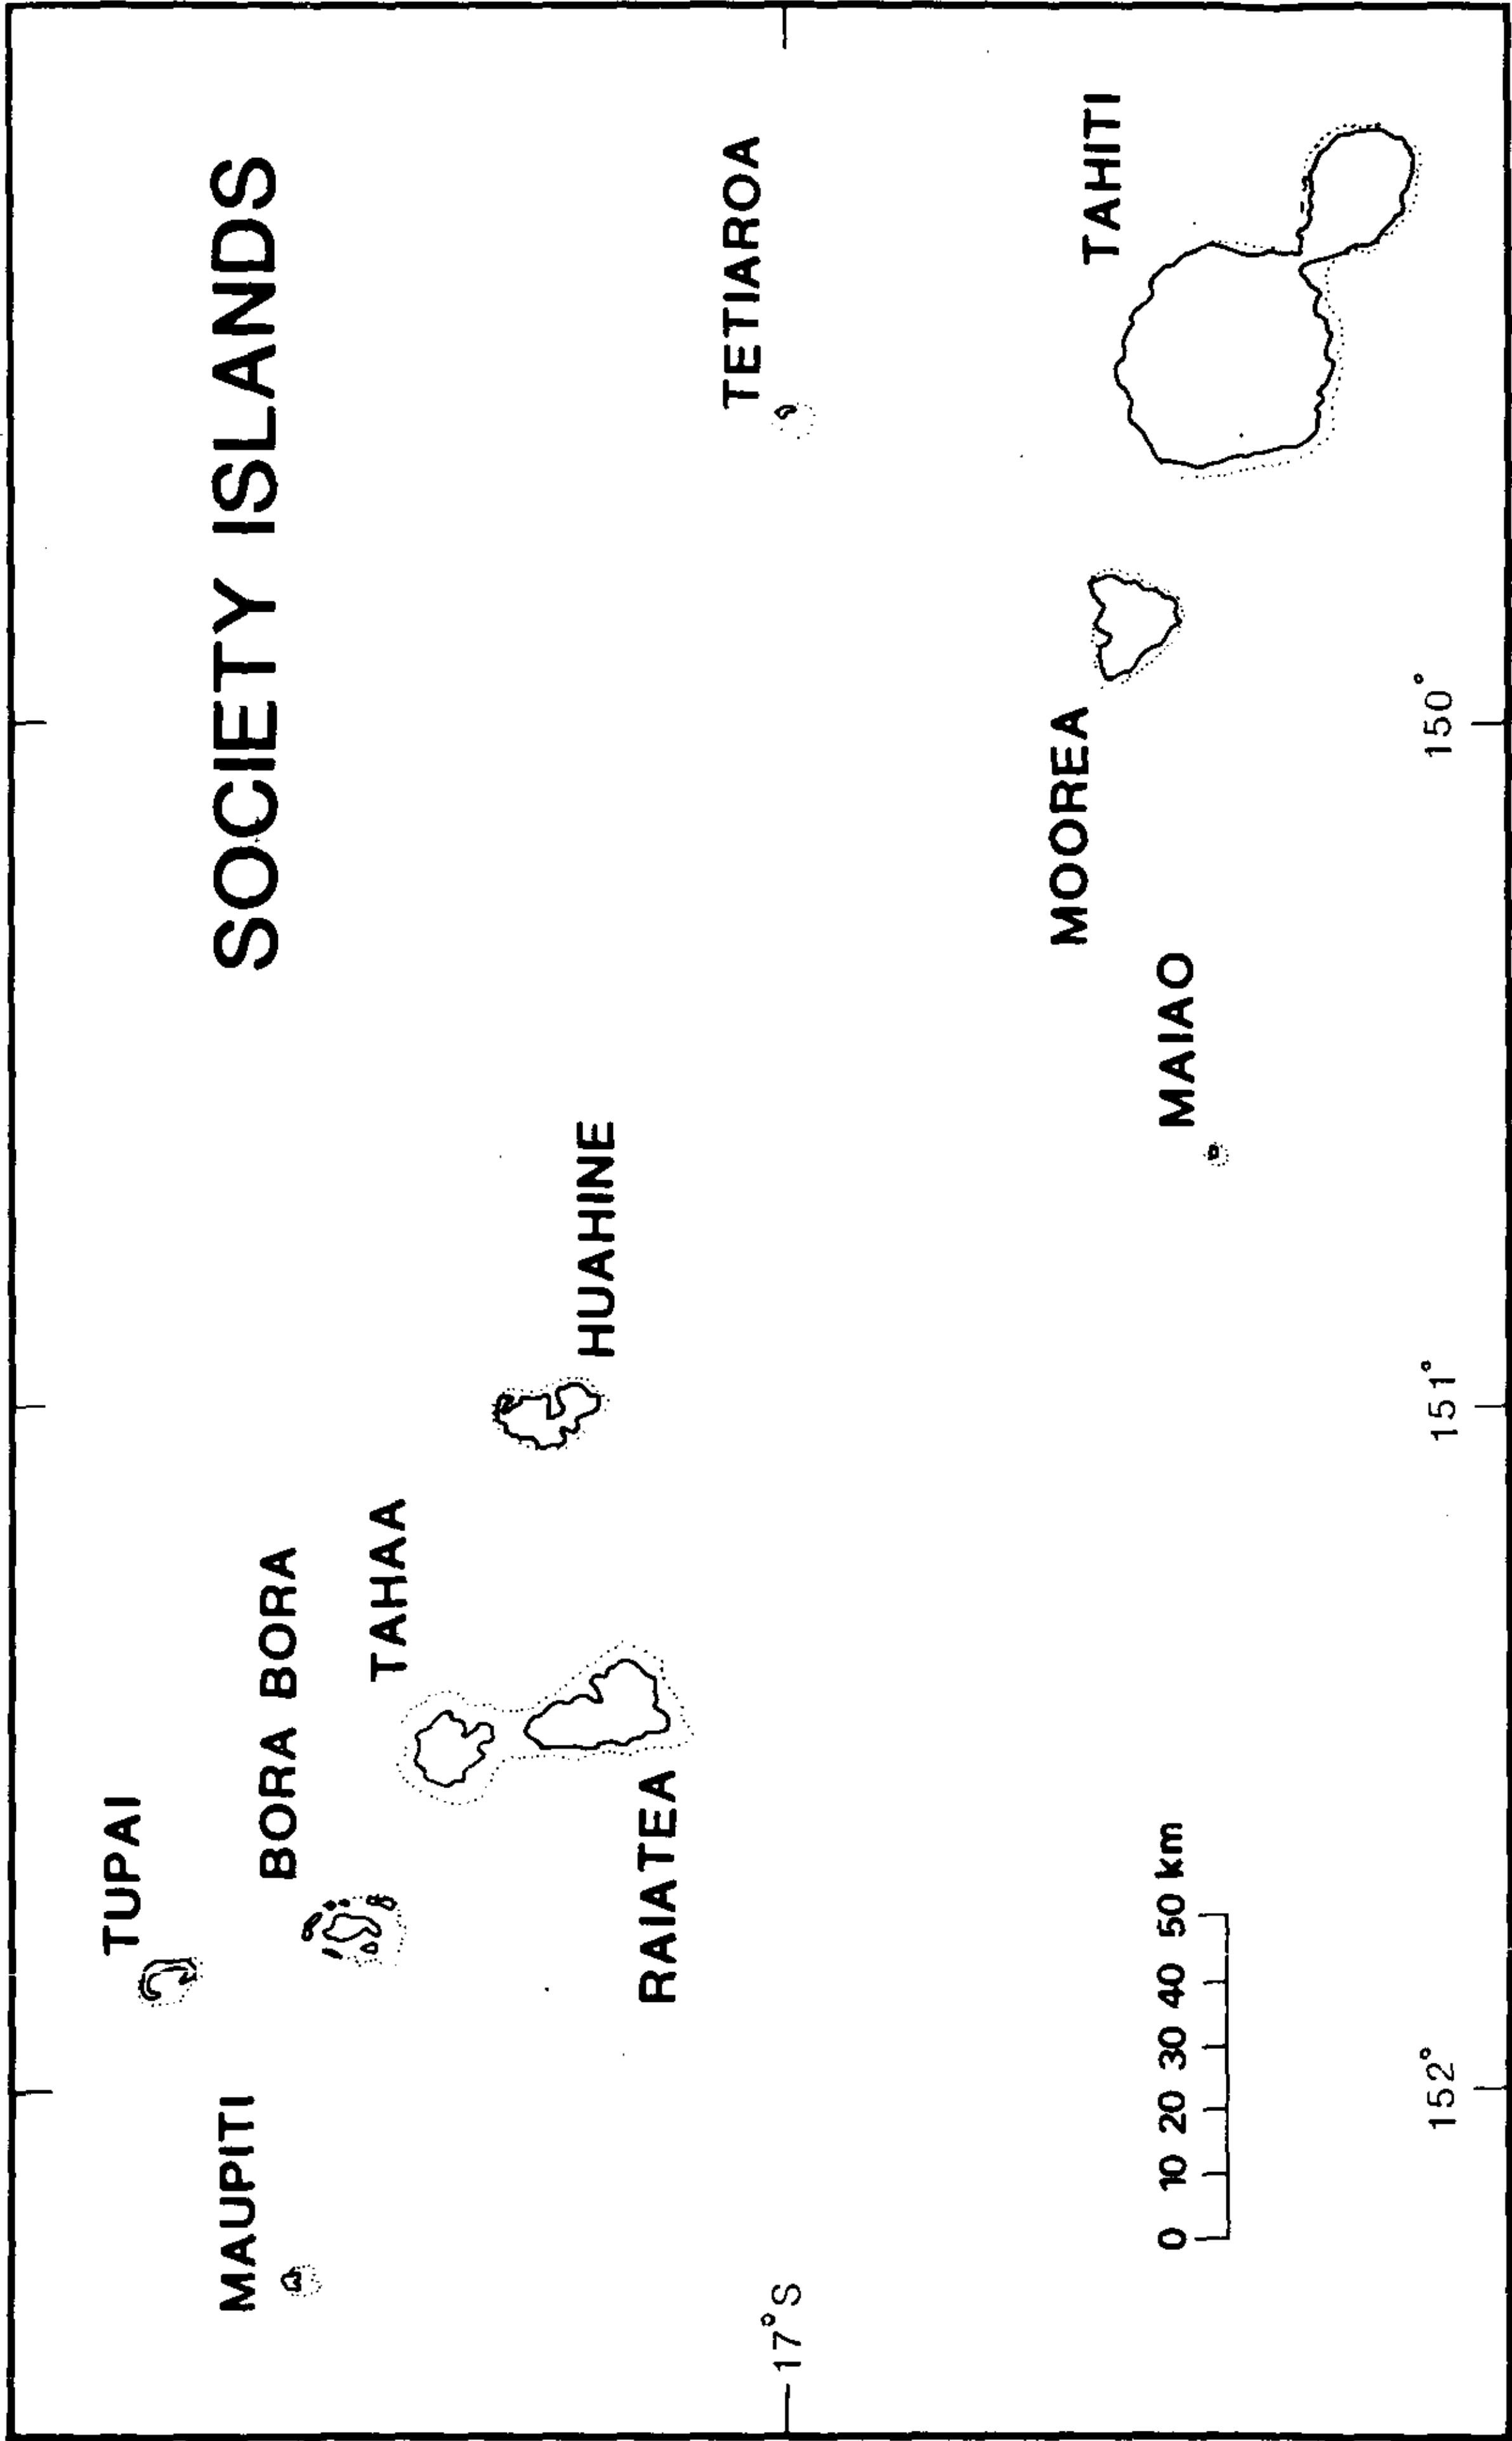 SOCIETY ISLANDS
TUPAI
MAUPITI
BORA BORA
TAHAA
HUAHINE
RAIATEA
TETIAROA
17°S
MOOREA
TAHITI
MAIAO
0 10 20 30 40 50 km
152° 151° 150°